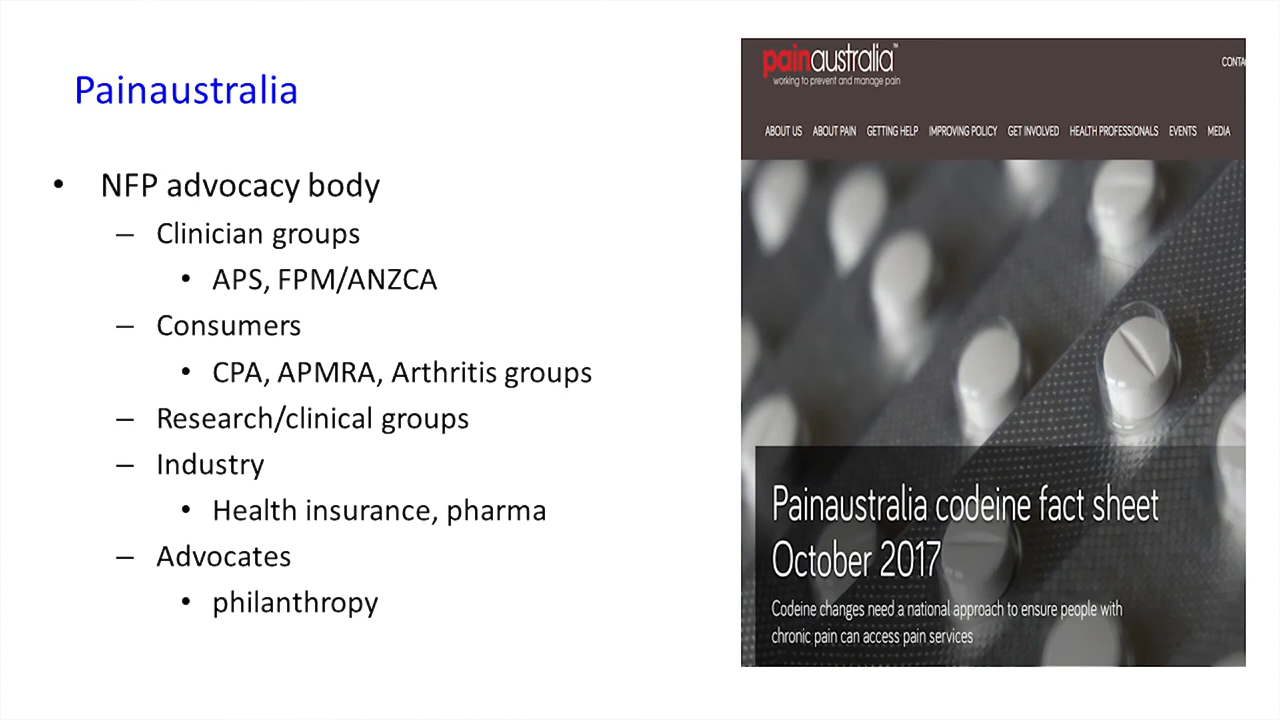 Painaustralia
• NFP advocacy body
– Clinician groups
• APS, FPM/ANZCA
– Consumers
• CPA, APMRA, Arthritis groups
– Research/clinical groups
– Industry
• Health insurance, pharma
– Advocates
• philanthropy
painaustralia™
working to prevent and manage pain
CONTA
ABOUT US ABOUT PAIN GETTING HELP IMPROVING POLICY GET INVOLVED HEALTH PROFESSIONALS EVENTS MEDIA
Painaustralia codeine fact sheet
October 2017
Codeine changes need a national approach to ensure people with
chronic pain can access pain services